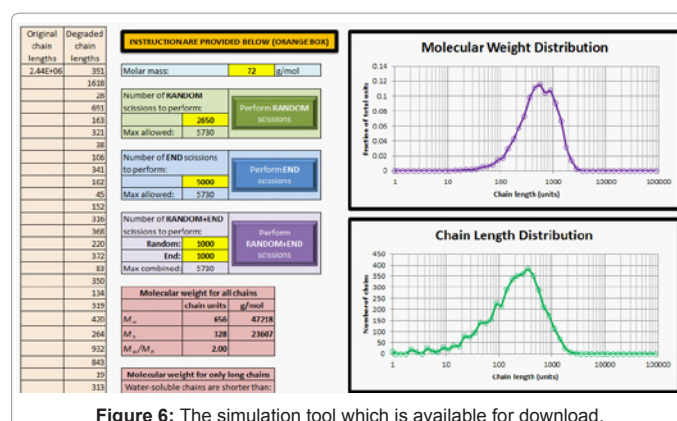 Original Degraded
chain chain
lengths lengths
2.44E+06 351
1618
28
691
163
321
38
106
341
162
45
152
316
368
220
372
83
350
134
319
420
264
932
843
19
313
INSTRUCTION ARE PROVIDED BELOW (ORANGE BOX)
Molar mass: 72 g/mol
Number of RANDOM
scissions to perform:
2650
Max allowed: 5730
Perform RANDOM
scissions
Number of END scissions
to perform:
5000
Max allowed: 5730
Perform END
scissions
Number of RANDOM+END
scissions to perform:
Random: 1000
End: 1000
Max combined: 5730
Perform
RANDOM+END
scissions
Molecular weight for all chains
chain units g/mol
Mw 656 47218
Mn 328 23607
Mw/Mn 2.00
Molecular weight for only long chains
Water-soluble chains are shorter than:
Molecular Weight Distribution
Fraction of total units
0.14
0.12
0.1
0.08
0.06
0.04
0.02
0
1 10 100 1000 10000 100000
Chain length (units)
Chain Length Distribution
Number of chains
450
400
350
300
250
200
150
100
50
0
1 10 100 1000 10000 100000
Chain length (units)
Figure 6: The simulation tool which is available for download.